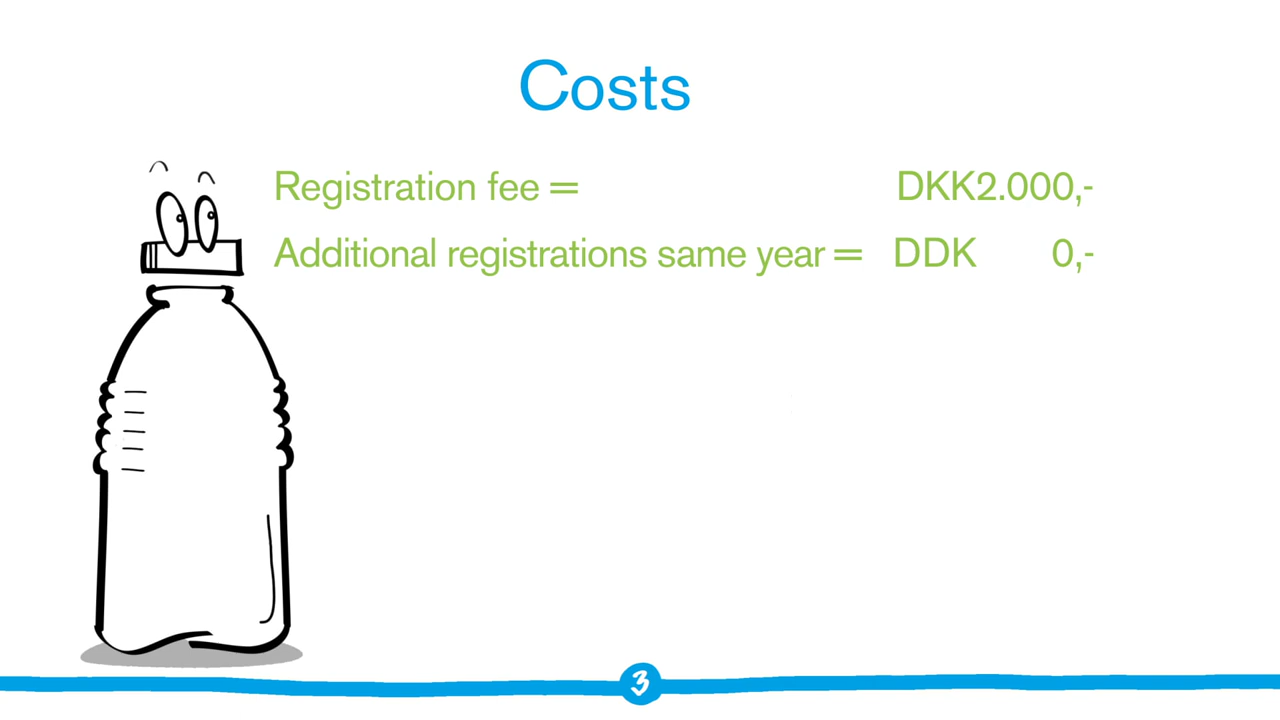 Costs
Registration fee = DKK2.000,-
Additional registrations same year = DDK 0,-
3